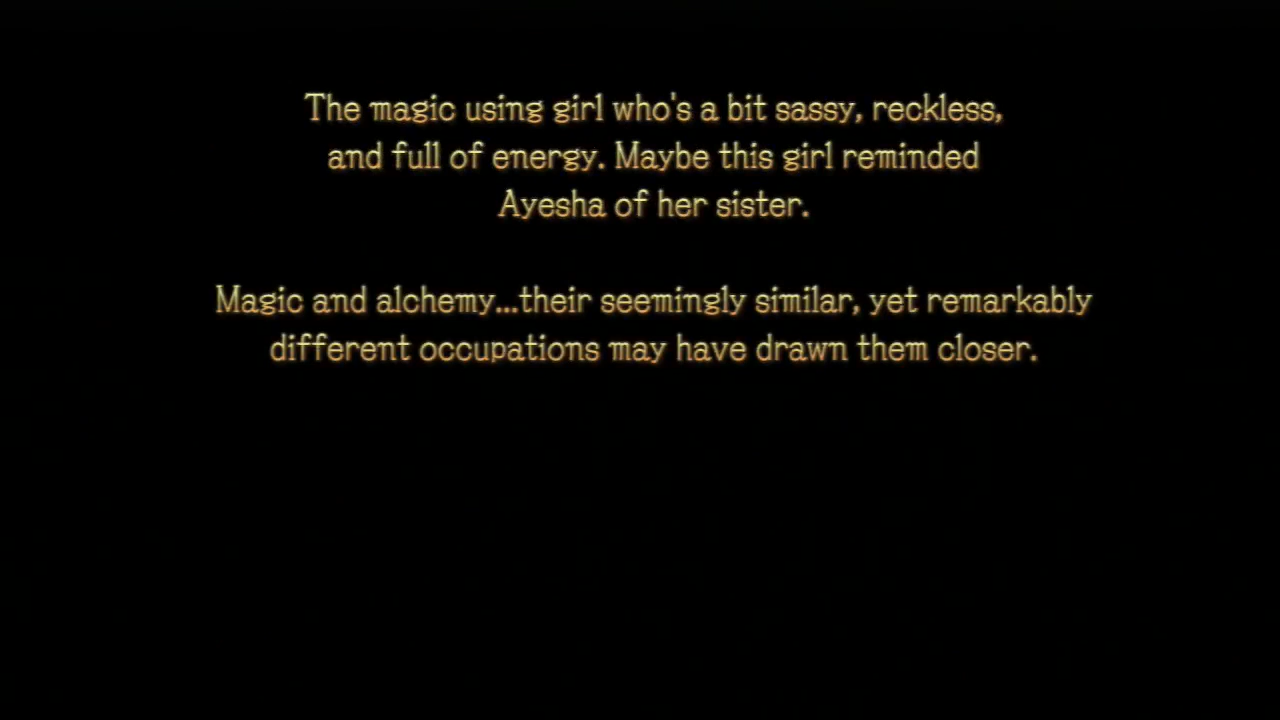 The magic using girl who's a bit sassy, reckless,
and full of energy. Maybe this girl reminded
Ayesha of her sister.
Magic and alchemy...their seemingly similar, yet remarkably
different occupations may have drawn them closer.